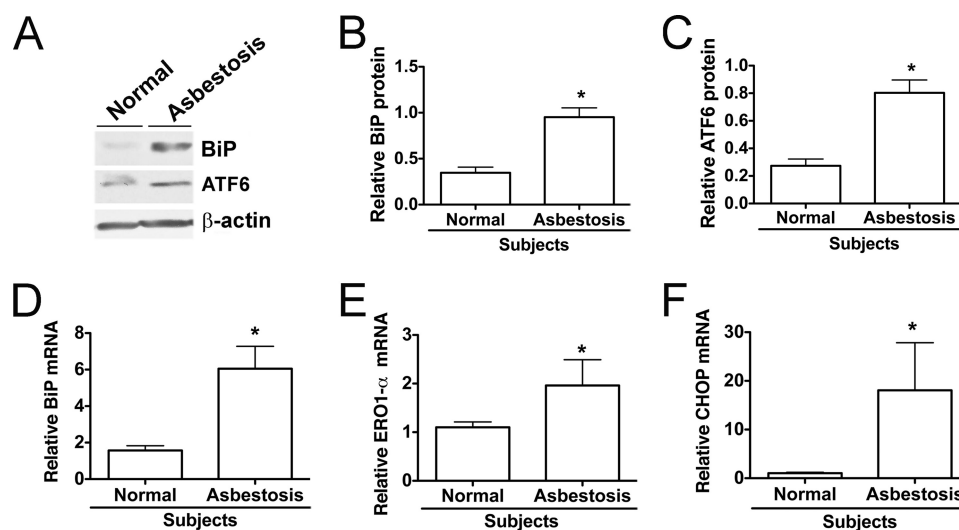 A
Normal
Asbestosis
BiP
ATF6
β-actin
B
Relative BiP protein
1.5
1.0
0.5
0.0
*
Normal Asbestosis
Subjects
C
Relative ATF6 protein
1.0
0.8
0.6
0.4
0.2
0.0
*
Normal Asbestosis
Subjects
D
Relative BiP mRNA
8
6
4
2
0
*
Normal Asbestosis
Subjects
E
Relative ERO1-α mRNA
3
2
1
0
*
Normal Asbestosis
Subjects
F
Relative CHOP mRNA
30
20
10
0
*
Normal Asbestosis
Subjects